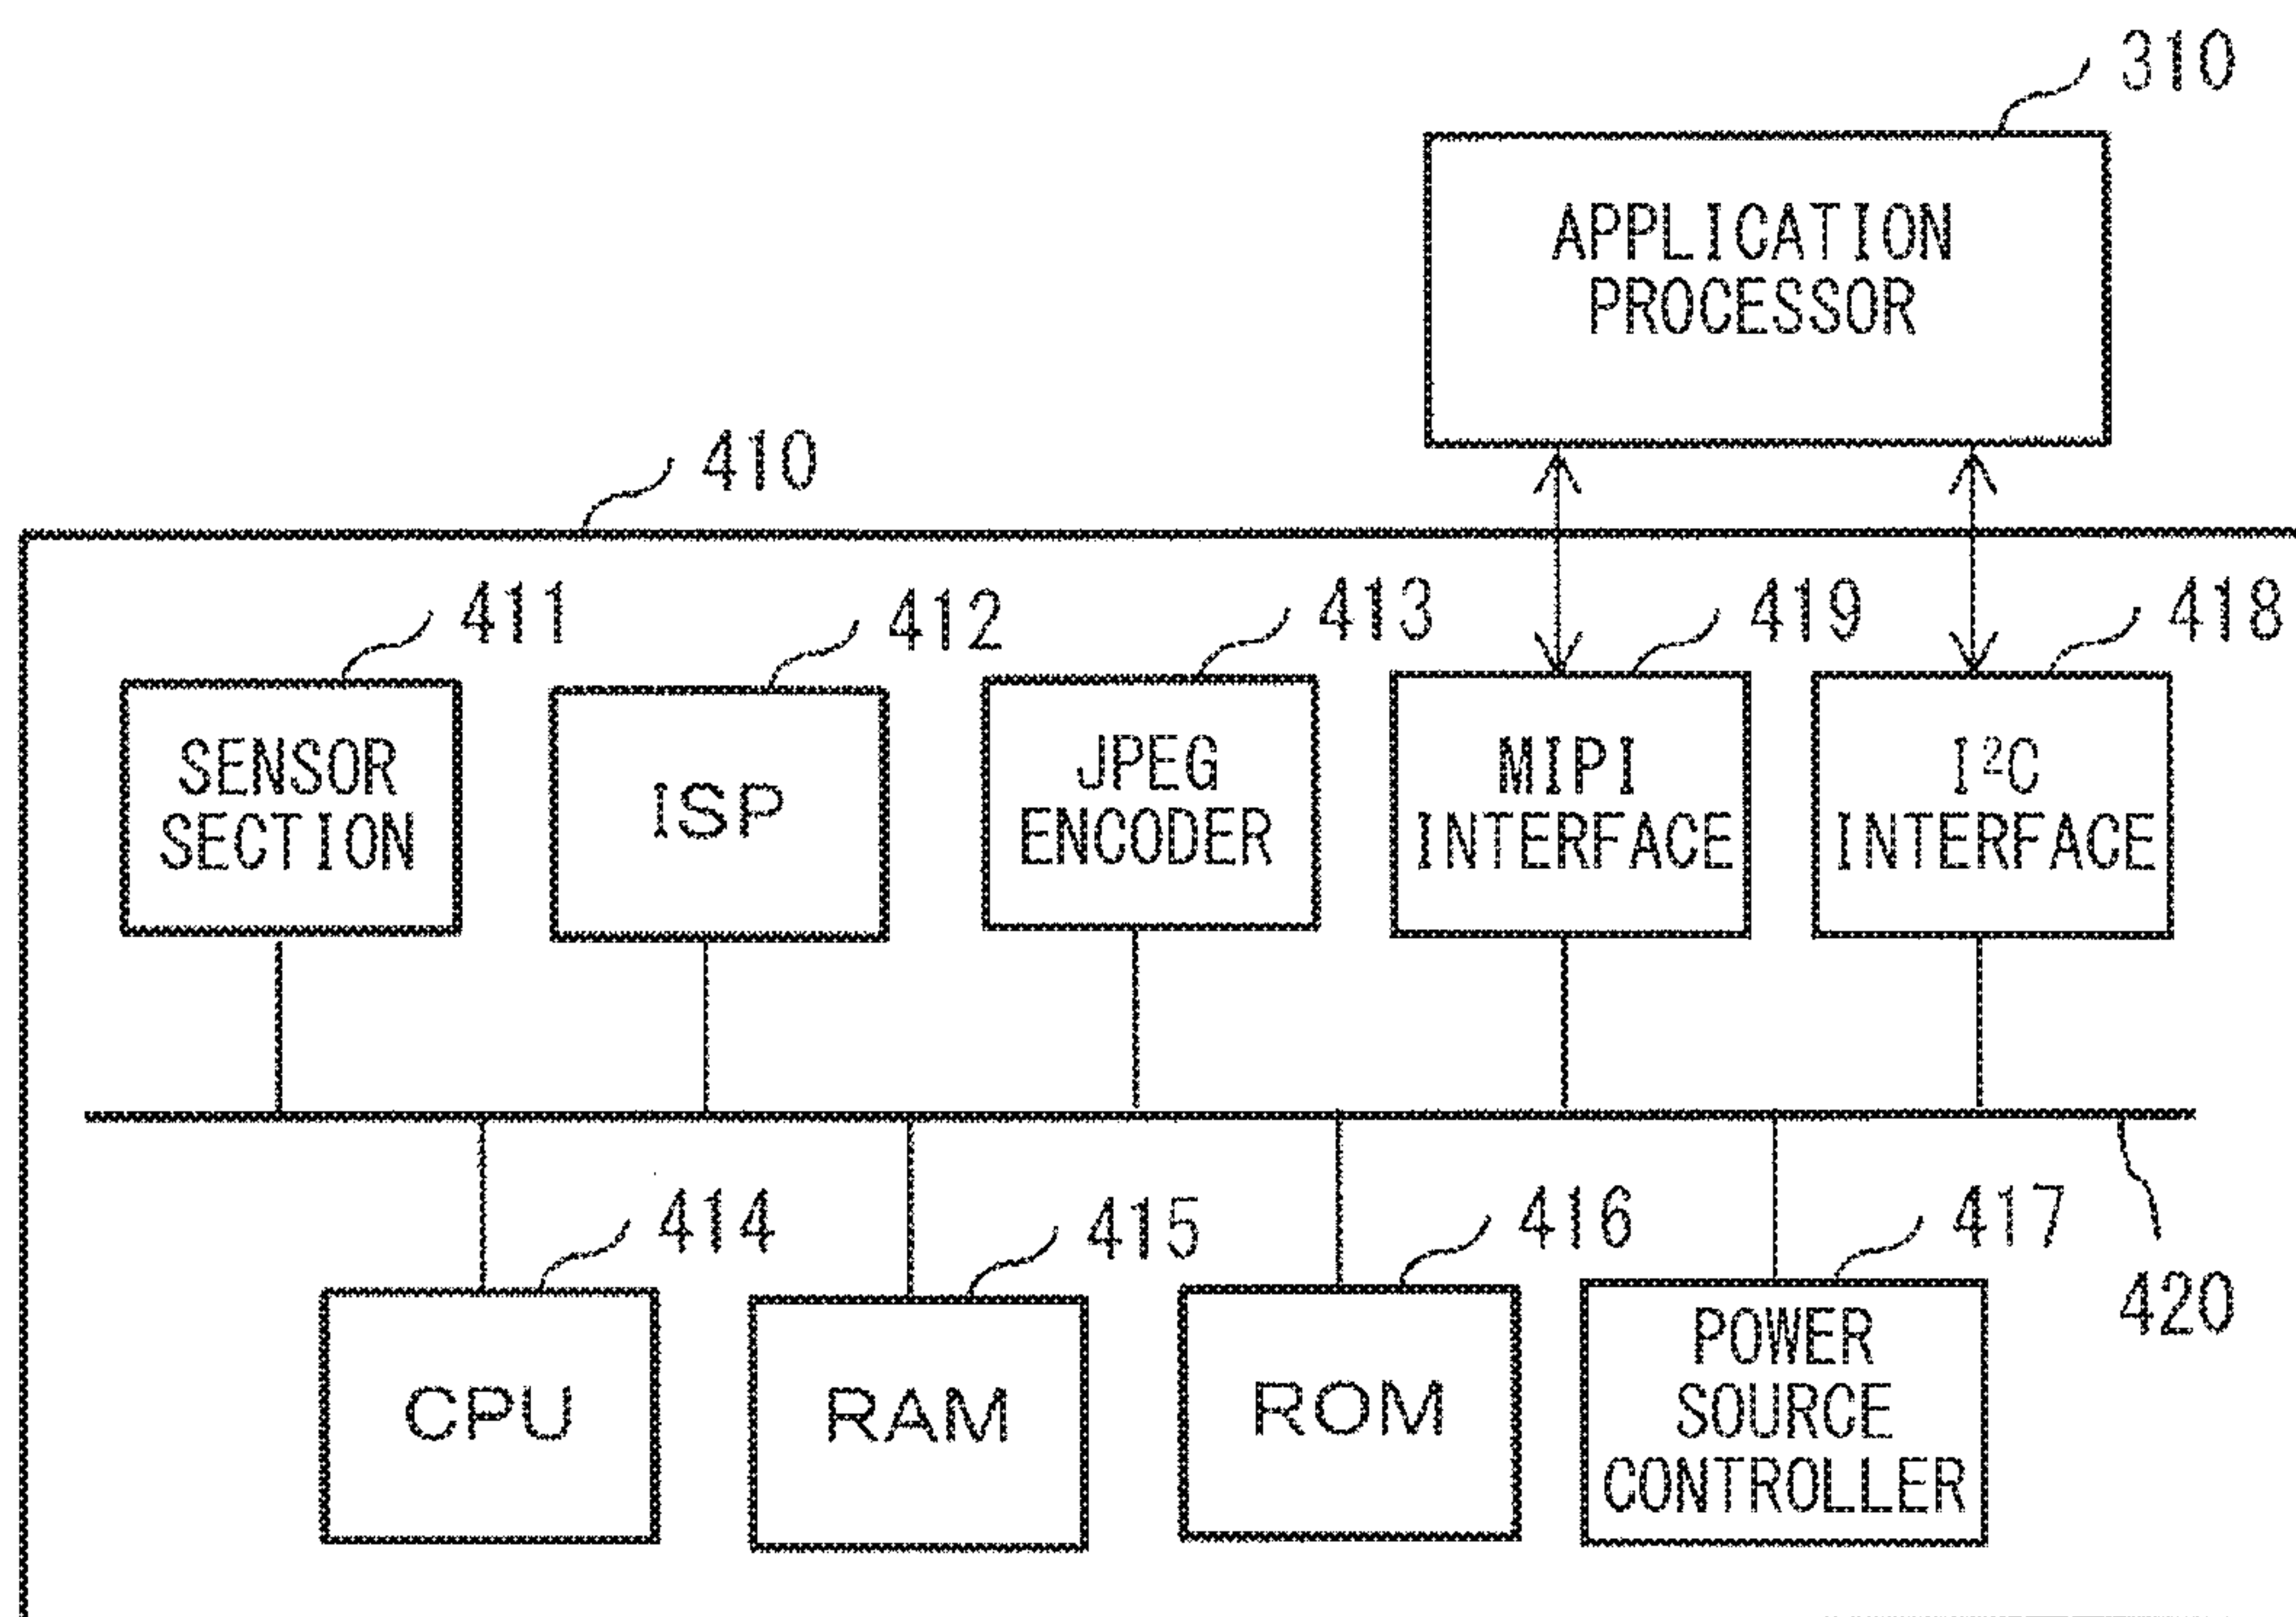 310
APPLICATION
PROCESSOR
410
411
412
413
419
418
SENSOR
SECTION
ISP
JPEG
ENCODER
MIPI
INTERFACE
I²C
INTERFACE
414
415
416
417
420
CPU
RAM
ROM
POWER
SOURCE
CONTROLLER